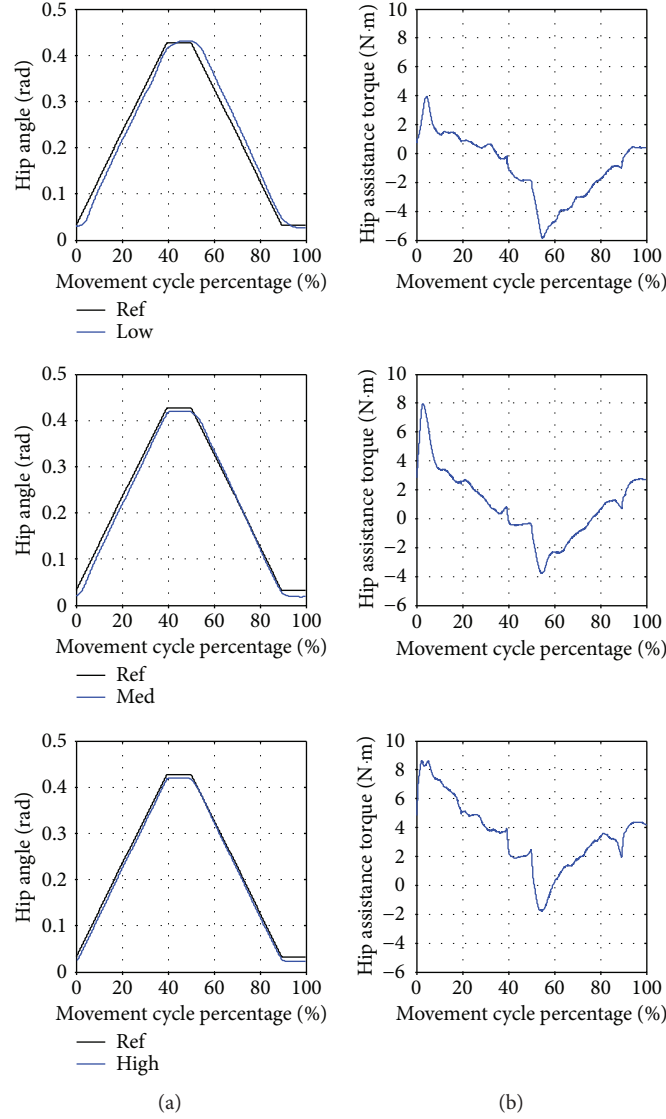 0.5
0.4
0.3
0.2
0.1
0
Hip angle (rad)
0 20 40 60 80 100
Movement cycle percentage (%)
Ref
Low
10
8
6
4
2
0
−2
−4
−6
Hip assistance torque (N·m)
0 20 40 60 80 100
Movement cycle percentage (%)
0.5
0.4
0.3
0.2
0.1
0
Hip angle (rad)
0 20 40 60 80 100
Movement cycle percentage (%)
Ref
Med
10
8
6
4
2
0
−2
−4
−6
Hip assistance torque (N·m)
0 20 40 60 80 100
Movement cycle percentage (%)
0.5
0.4
0.3
0.2
0.1
0
Hip angle (rad)
0 20 40 60 80 100
Movement cycle percentage (%)
Ref
High
10
8
6
4
2
0
−2
−4
−6
Hip assistance torque (N·m)
0 20 40 60 80 100
Movement cycle percentage (%)
(a)
(b)